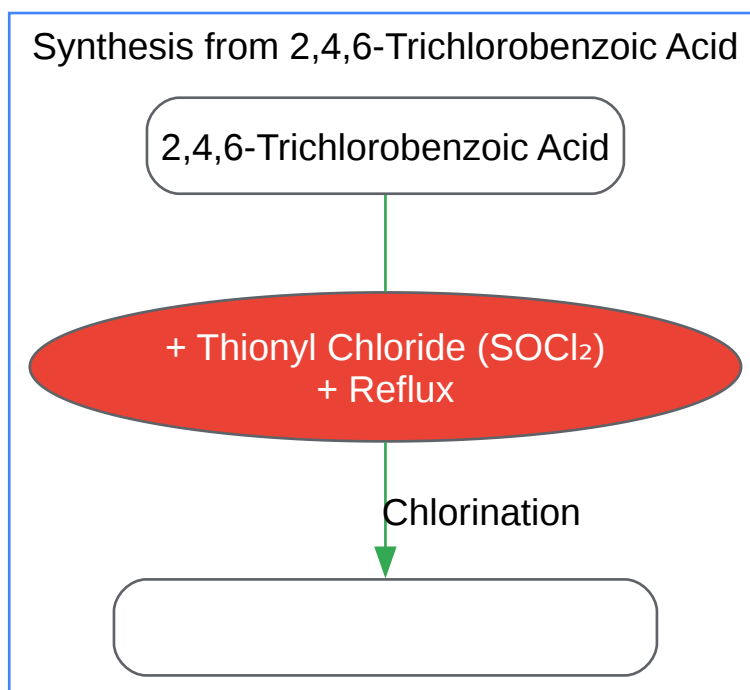 Synthesis from 2,4,6-Trichlorobenzoic Acid
2,4,6-Trichlorobenzoic Acid
+ Thionyl Chloride (SOCl₂)
+ Reflux
Chlorination